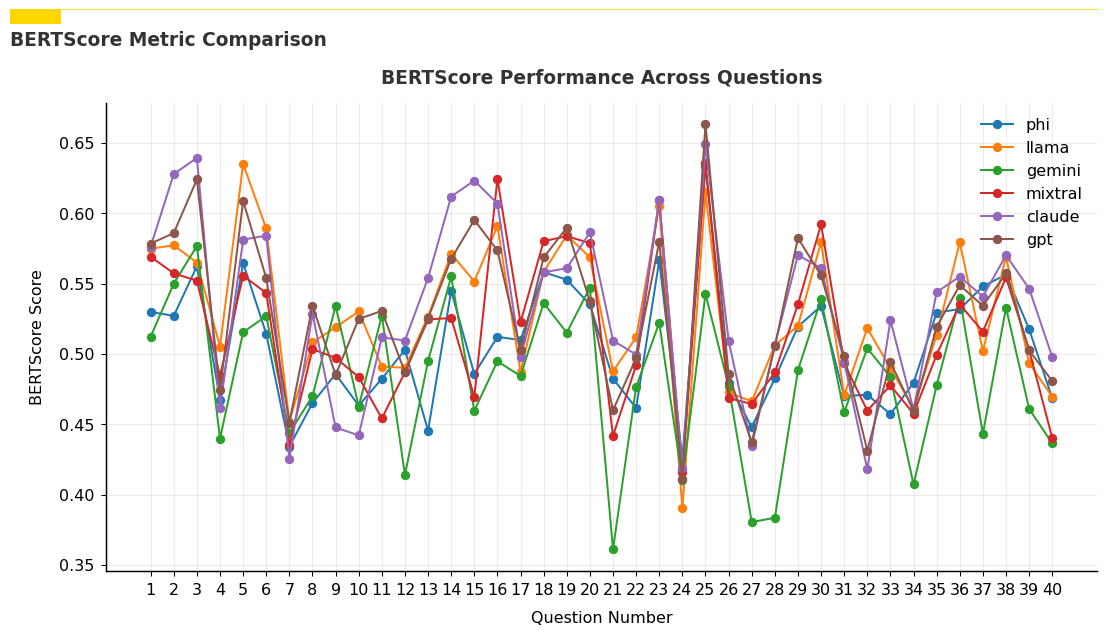 BERTScore Metric Comparison
BERTScore Performance Across Questions
BERTScore Score
0.65
0.60
0.55
0.50
0.45
0.40
0.35
phi
llama
gemini
mixtral
claude
gpt
1 2 3 4 5 6 7 8 9 10 11 12 13 14 15 16 17 18 19 20 21 22 23 24 25 26 27 28 29 30 31 32 33 34 35 36 37 38 39 40
Question Number